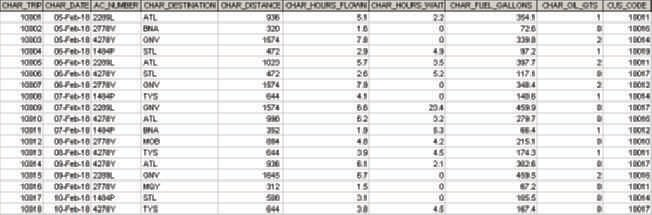 CHAR_TRIP CHAR_DATE AC_NUMBER CHAR_DESTINATION CHAR_DISTANCE CHAR_HOURS_FLOWN CHAR_HOURS_WAIT CHAR_FUEL_GALLONS CHAR_OIL_QTS CUS_CODE
10001 05-Feb-18 2289L ATL 936 5.1 2.2 354.1 1 10011
10002 05-Feb-18 2778V BNA 320 1.6 0 72.6 0 10016
10003 05-Feb-18 4278Y GNV 1574 7.8 0 339.8 2 10014
10004 06-Feb-18 1484P STL 472 2.9 4.9 97.2 1 10019
10005 06-Feb-18 2289L ATL 1023 5.7 3.5 397.7 2 10011
10006 06-Feb-18 4278Y STL 472 2.6 5.2 117.1 0 10017
10007 06-Feb-18 2778V GNV 1574 7.9 0 348.4 2 10012
10008 07-Feb-18 1484P TYS 644 4.1 0 140.6 1 10014
10009 07-Feb-18 2289L GNV 1574 6.6 23.4 459.9 0 10017
10010 07-Feb-18 4278Y ATL 998 6.2 3.2 279.7 0 10016
10011 07-Feb-18 1484P BNA 352 1.9 5.3 66.4 1 10012
10012 08-Feb-18 2778V MOB 884 4.8 4.2 215.1 0 10010
10013 08-Feb-18 4278Y TYS 644 3.9 4.5 174.3 1 10011
10014 09-Feb-18 4278Y ATL 936 6.1 2.1 302.6 0 10017
10015 09-Feb-18 2289L GNV 1645 6.7 0 459.5 2 10016
10016 09-Feb-18 2778V MQY 312 1.5 0 67.2 0 10011
10017 10-Feb-18 1484P STL 508 3.1 0 105.5 0 10014
10018 10-Feb-18 4278Y TYS 644 3.8 4.5 167.4 0 10017